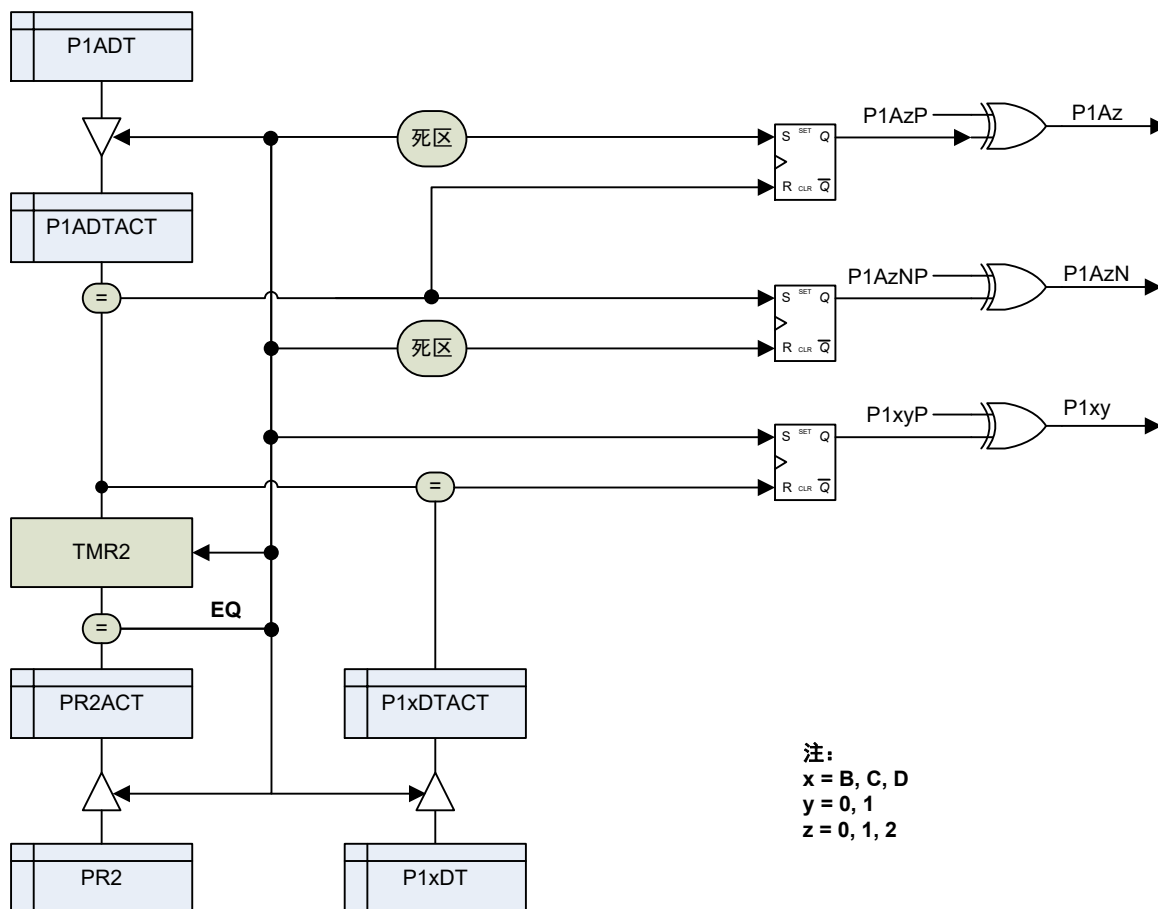 P1ADT
死区
P1AzP
P1Az
S SET Q
R CLR Q
P1ADTACT
=
P1AzNP
P1AzN
S SET Q
死区
R CLR Q
P1xyP
P1xy
S SET Q
=
R CLR Q
TMR2
EQ
=
PR2ACT
P1xDTACT
注:
x = B, C, D
y = 0, 1
z = 0, 1, 2
PR2
P1xDT